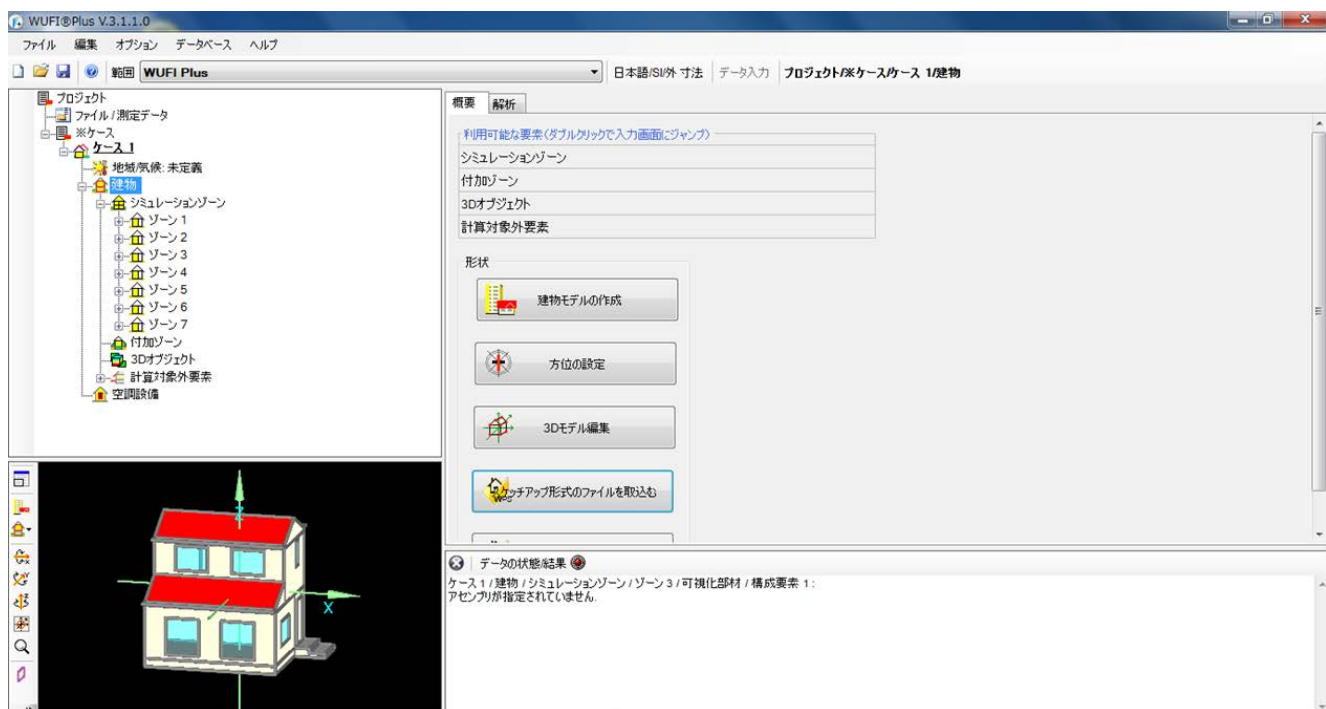 WUFI®Plus V.3.1.1.0
ファイル 編集 オプション データベース ヘルプ
範囲 WUFI Plus 日本語/SI/外 寸法 データ入力 プロジェクト/※ケース/ケース 1/建物
プロジェクト
ファイル / 測定データ
※ケース
ケース 1
地域/気候: 未定義
建物
シミュレーションゾーン
ゾーン 1
ゾーン 2
ゾーン 3
ゾーン 4
ゾーン 5
ゾーン 6
ゾーン 7
付加ゾーン
3Dオブジェクト
計算対象外要素
空調設備
概要 解析
利用可能な要素(ダブルクリックで入力画面にジャンプ)
シミュレーションゾーン
付加ゾーン
3Dオブジェクト
計算対象外要素
形状
建物モデルの作成
方位の設定
3Dモデル編集
ケッチアップ形式のファイルを取込む
Z
X
データの状態/結果
ケース 1 / 建物 / シミュレーションゾーン / ゾーン 3 / 可視化部材 / 構成要素 1 :
アセンブリが指定されていません.